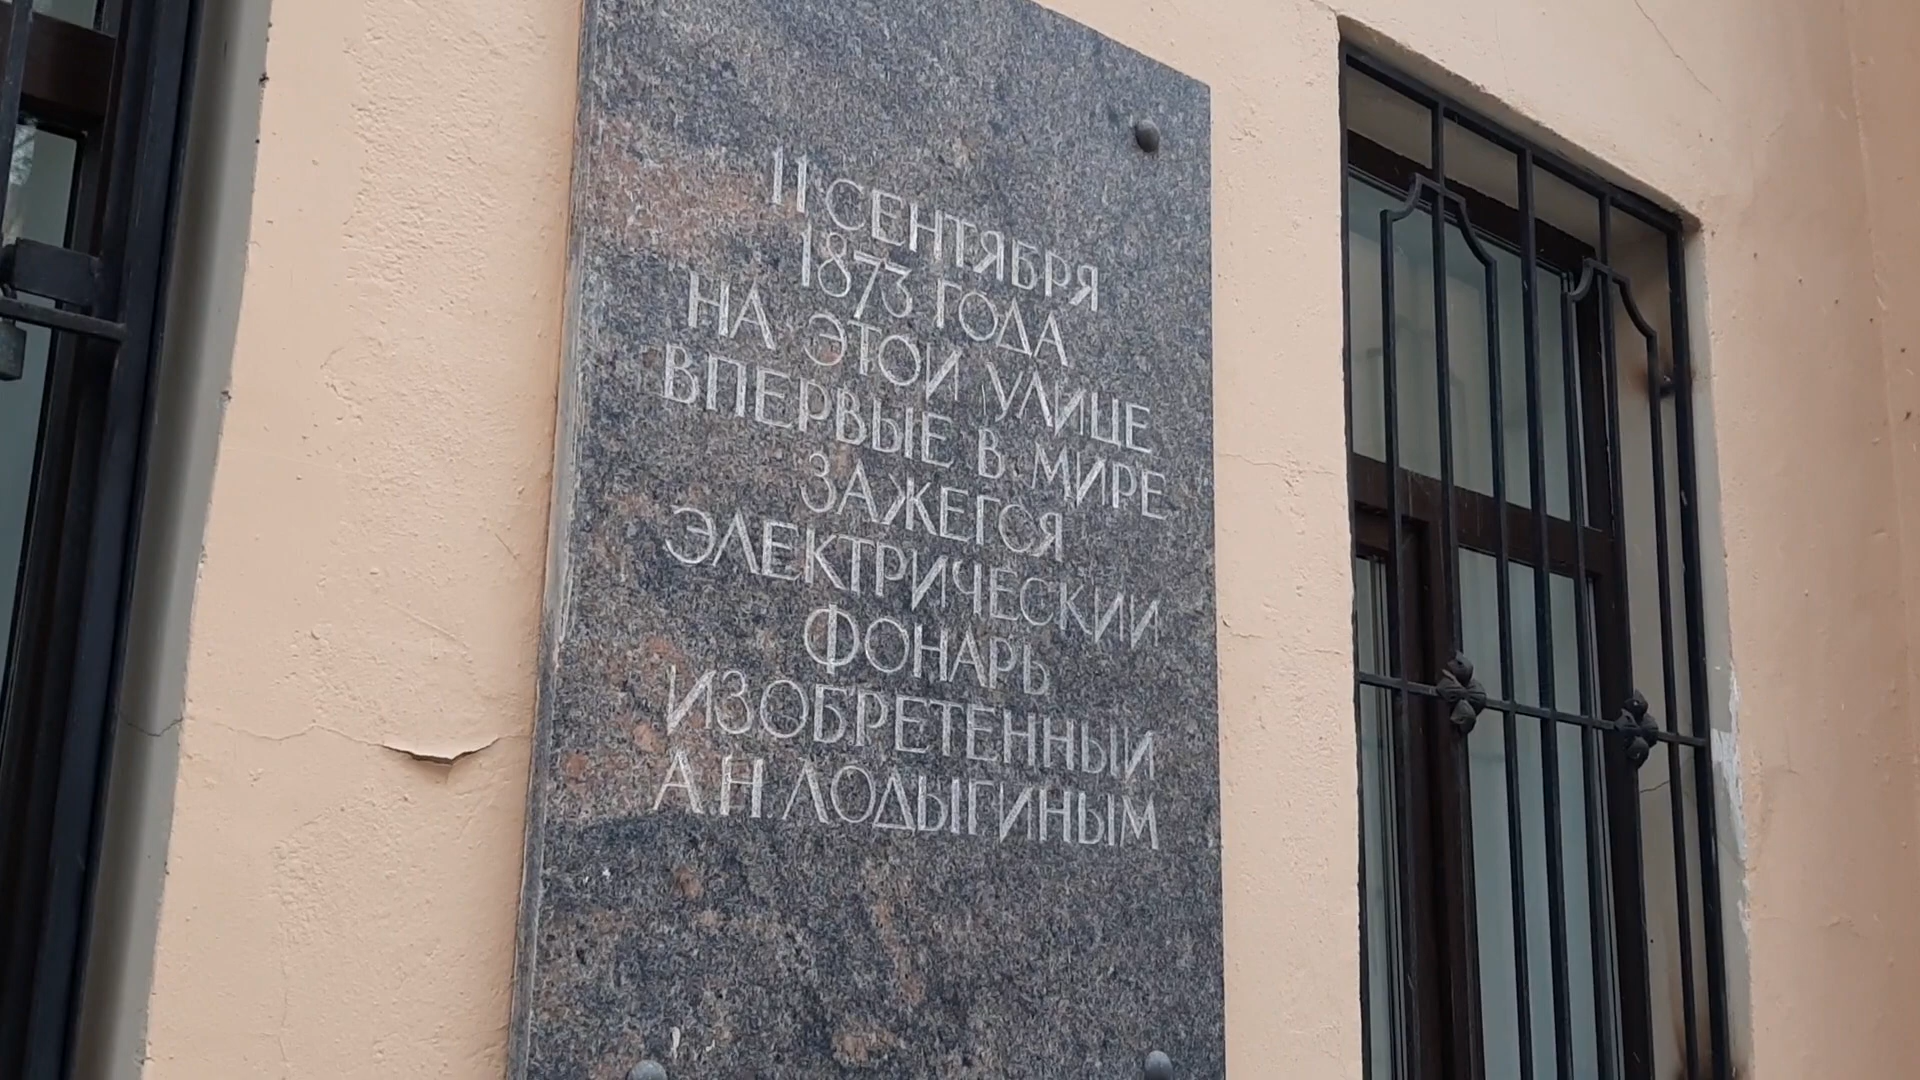 11 СЕНТЯБРЯ
1873 ГОДА
НА ЭТОЙ УЛИЦЕ
ВПЕРВЫЕ В МИРЕ
ЗАЖЕГСЯ
ЭЛЕКТРИЧЕСКИЙ
ФОНАРЬ
ИЗОБРЕТЕННЫЙ
А.Н ЛОДЫГИНЫМ